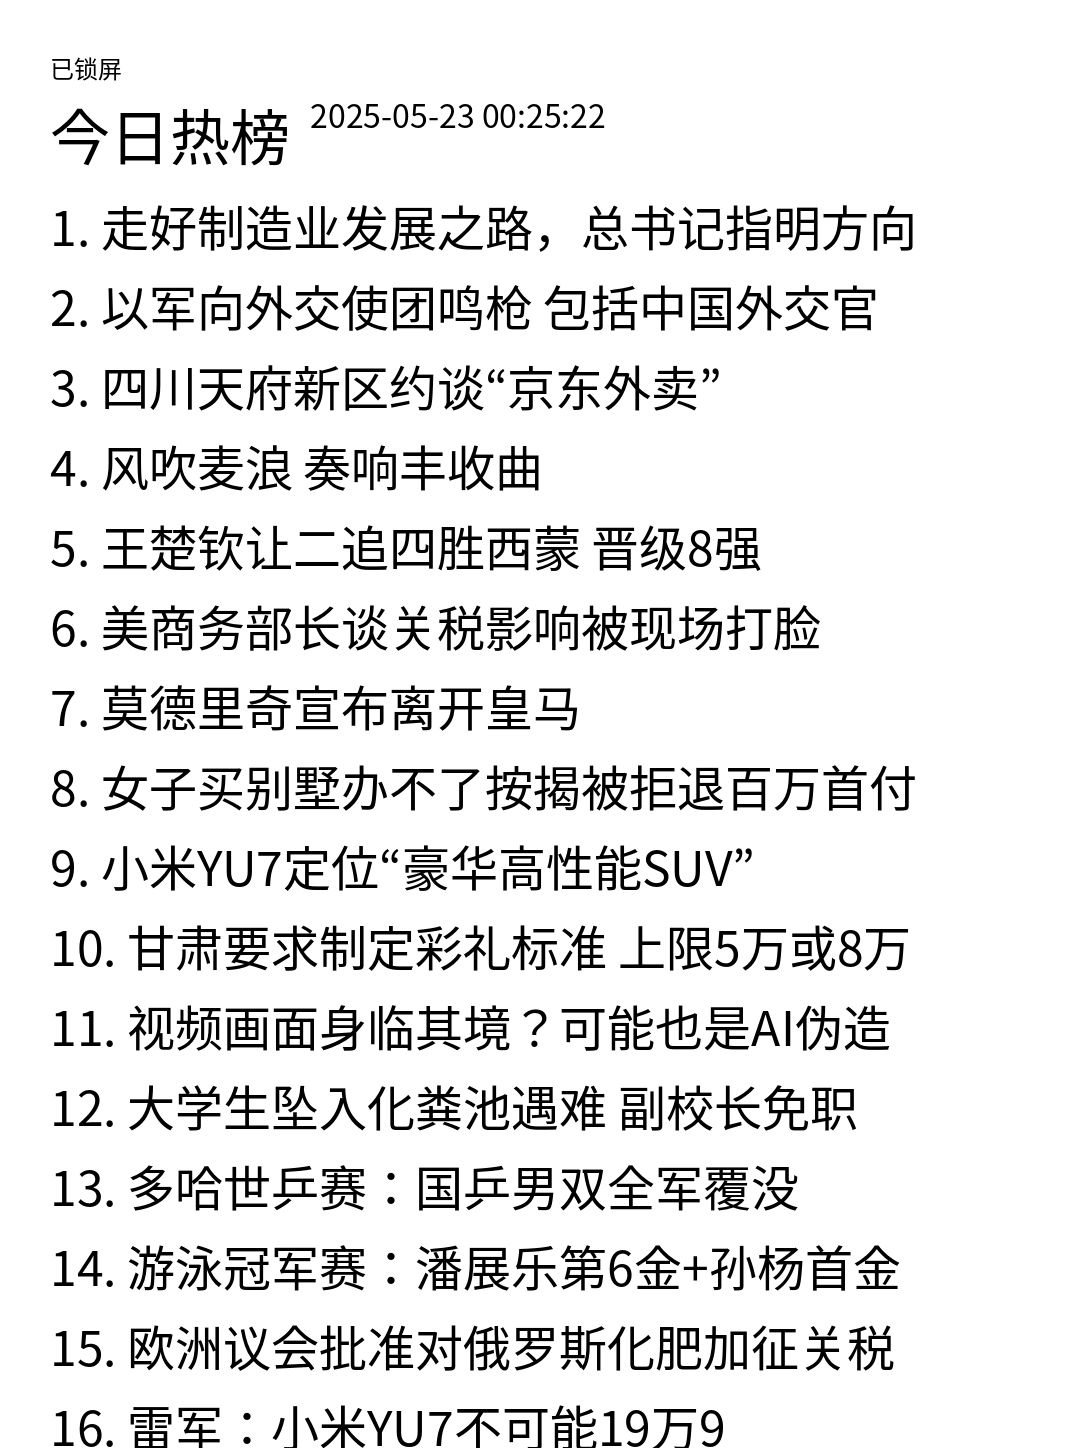 已锁屏
今日热榜 2025-05-23 00:25:22
1. 走好制造业发展之路，总书记指明方向
2. 以军向外交使团鸣枪 包括中国外交官
3. 四川天府新区约谈“京东外卖”
4. 风吹麦浪 奏响丰收曲
5. 王楚钦让二追四胜西蒙 晋级8强
6. 美商务部长谈关税影响被现场打脸
7. 莫德里奇宣布离开皇马
8. 女子买别墅办不了按揭被拒退百万首付
9. 小米YU7定位“豪华高性能SUV”
10. 甘肃要求制定彩礼标准 上限5万或8万
11. 视频画面身临其境？可能也是AI伪造
12. 大学生坠入化粪池遇难 副校长免职
13. 多哈世乒赛：国乒男双全军覆没
14. 游泳冠军赛：潘展乐第6金+孙杨首金
15. 欧洲议会批准对俄罗斯化肥加征关税
16. 雷军：小米YU7不可能19万9